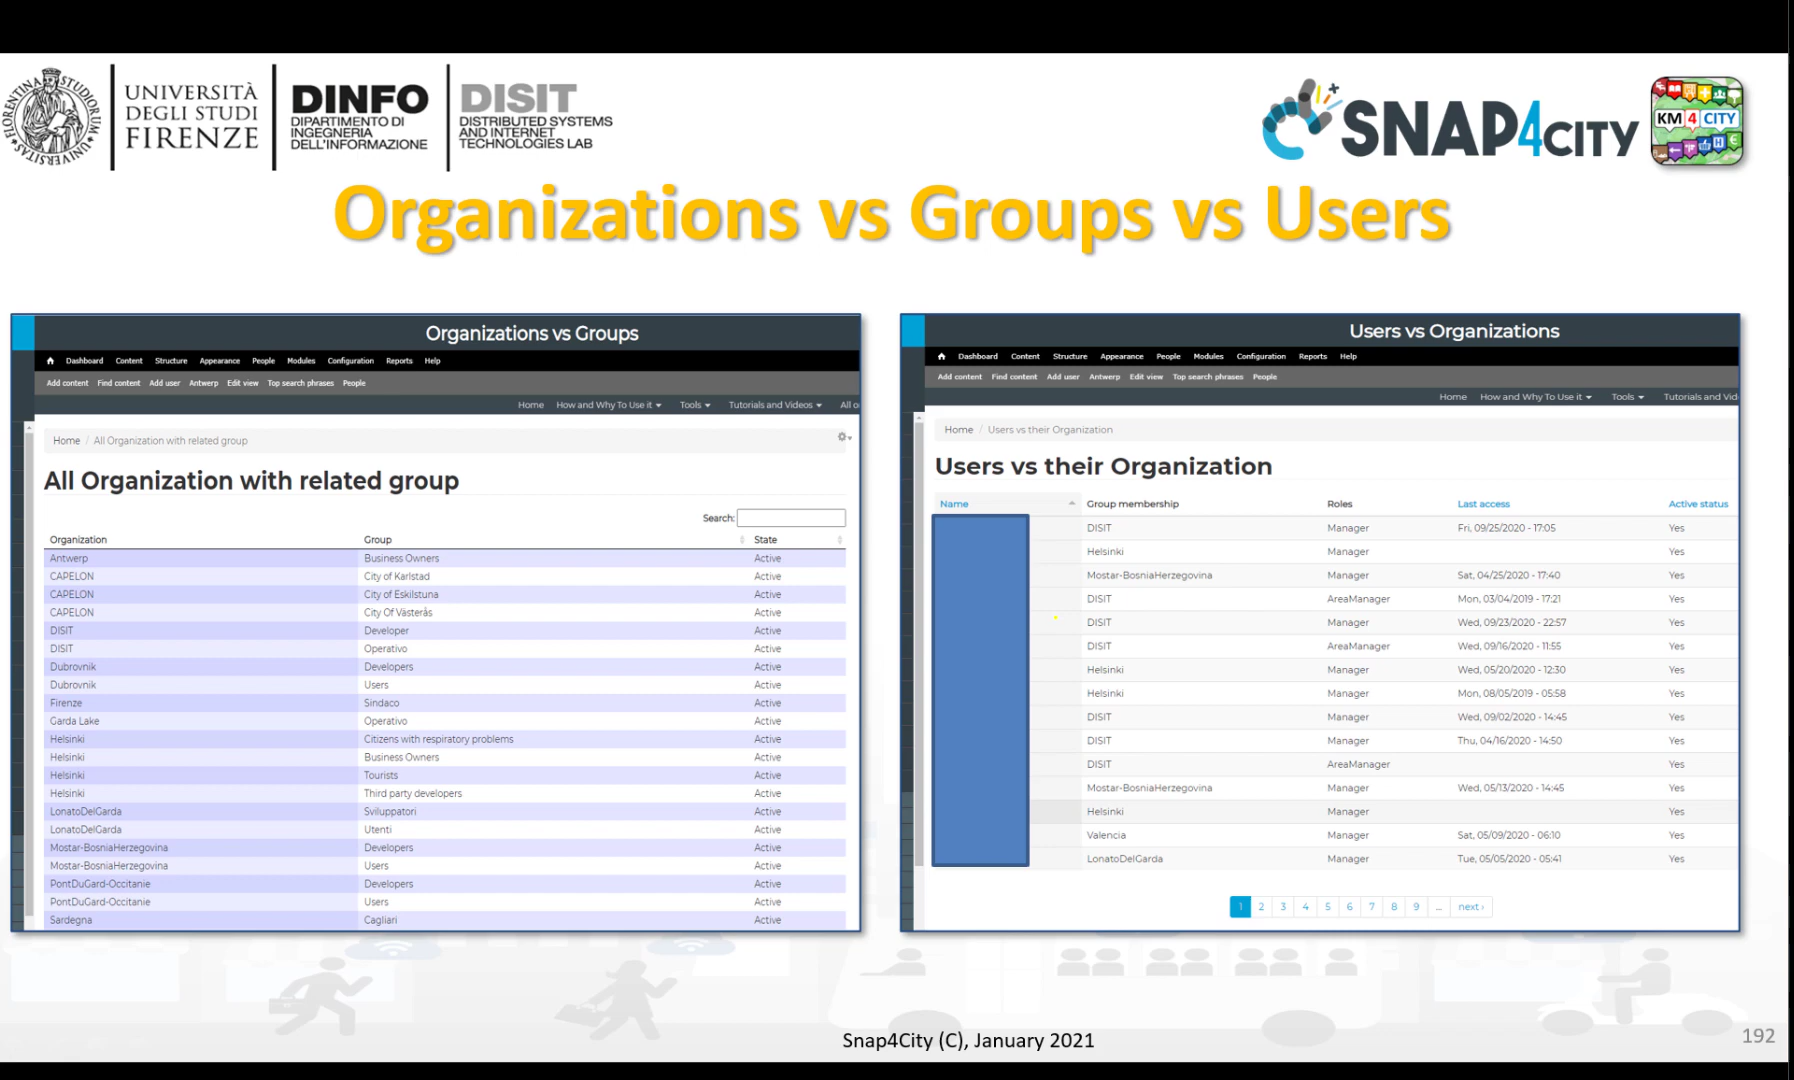 UNIVERSITÀ
DEGLI STUDI
FIRENZE
DINFO
DIPARTIMENTO DI
INGEGNERIA
DELL'INFORMAZIONE
DISIT
DISTRIBUTED SYSTEMS
AND INTERNET
TECHNOLOGIES LAB
SNAP4CITY
KM 4 CITY
Organizations vs Groups vs Users
Organizations vs Groups
Dashboard Content Structure Appearance People Modules Configuration Reports Help
Add content Find content Add user Antwerp Edit view Top search phrases People
Home How and Why To Use it Tools Tutorials and Videos All o
Home / All Organization with related group
All Organization with related group
Search:
Organization Group State
Antwerp Business Owners Active
CAPELON City of Karlstad Active
CAPELON City of Eskilstuna Active
CAPELON City Of Västerås Active
DISIT Developer Active
DISIT Operativo Active
Dubrovnik Developers Active
Dubrovnik Users Active
Firenze Sindaco Active
Garda Lake Operativo Active
Helsinki Citizens with respiratory problems Active
Helsinki Business Owners Active
Helsinki Tourists Active
Helsinki Third party developers Active
LonatoDelGarda Sviluppatori Active
LonatoDelGarda Utenti Active
Mostar-BosniaHerzegovina Developers Active
Mostar-BosniaHerzegovina Users Active
PontDuGard-Occitanie Developers Active
PontDuGard-Occitanie Users Active
Sardegna Cagliari Active
Users vs Organizations
Dashboard Content Structure Appearance People Modules Configuration Reports Help
Add content Find content Add user Antwerp Edit view Top search phrases People
Home How and Why To Use it Tools Tutorials and Vid
Home / Users vs their Organization
Users vs their Organization
Name Group membership Roles Last access Active status
DISIT Manager Fri, 09/25/2020 - 17:05 Yes
Helsinki Manager Yes
Mostar-BosniaHerzegovina Manager Sat, 04/25/2020 - 17:40 Yes
DISIT AreaManager Mon, 03/04/2019 - 17:21 Yes
DISIT Manager Wed, 09/23/2020 - 22:57 Yes
DISIT AreaManager Wed, 09/16/2020 - 11:55 Yes
Helsinki Manager Wed, 05/20/2020 - 12:30 Yes
Helsinki Manager Mon, 08/05/2019 - 05:58 Yes
DISIT Manager Wed, 09/02/2020 - 14:45 Yes
DISIT Manager Thu, 04/16/2020 - 14:50 Yes
DISIT AreaManager Yes
Mostar-BosniaHerzegovina Manager Wed, 05/13/2020 - 14:45 Yes
Helsinki Manager Yes
Valencia Manager Sat, 05/09/2020 - 06:10 Yes
LonatoDelGarda Manager Tue, 05/05/2020 - 05:41 Yes
1 2 3 4 5 6 7 8 9 ... next ›
Snap4City (C), January 2021
192